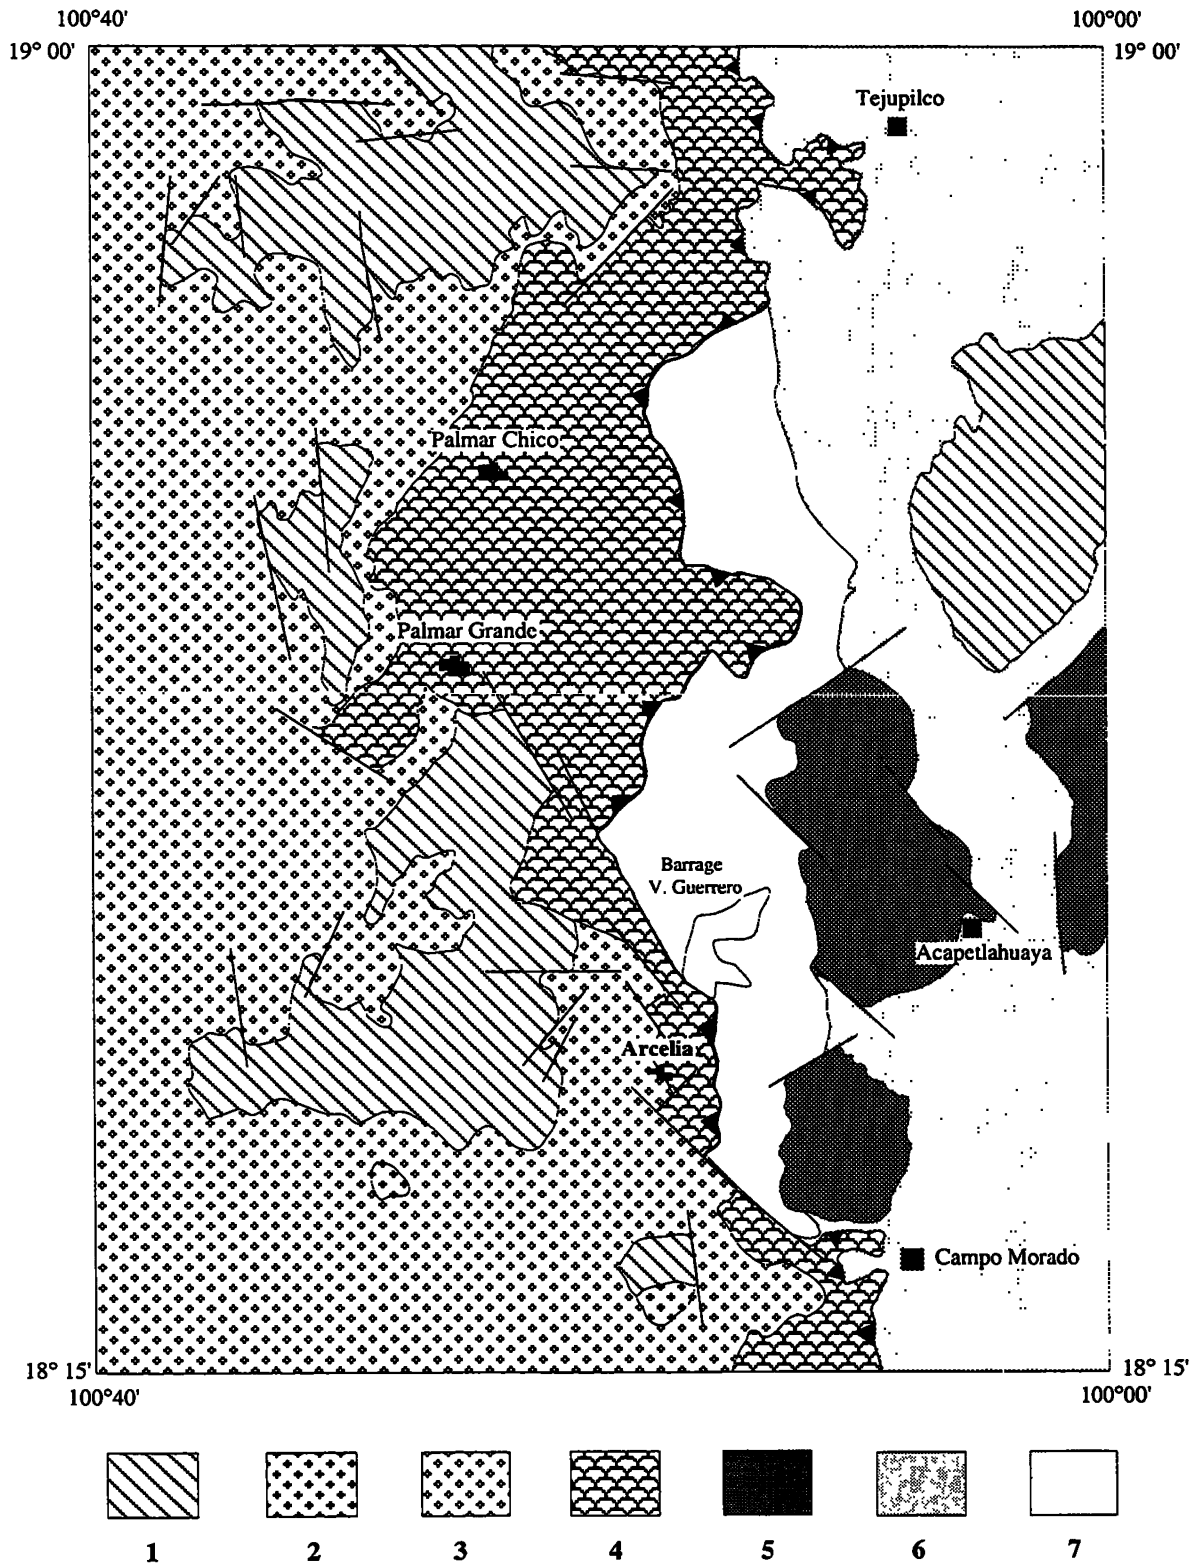 100°40' 100°00'
19° 00' 19° 00'
Tejupilco
Palmar Chico
Palmar Grande
Barrage
V. Guerrero
Acapetlahuaya
Arcelia
Campo Morado
18° 15' 18° 15'
100°40' 100°00'
1 2 3 4 5 6 7